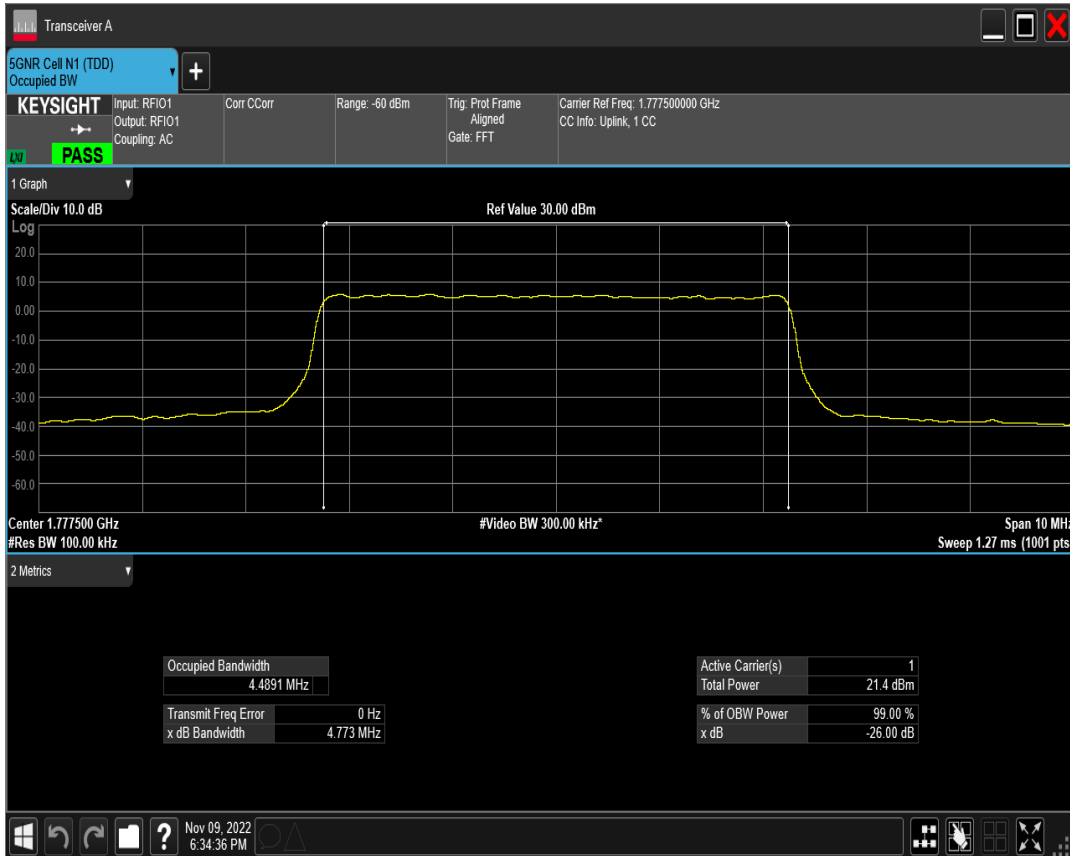 Transceiver A
5GNR Cell N1 (TDD)
Occupied BW
+
KEYSIGHT
LXI
PASS
Input: RFIO1
Output: RFIO1
Coupling: AC
Corr CCorr
Range: -60 dBm
Trig: Prot Frame
Aligned
Gate: FFT
Carrier Ref Freq: 1.777500000 GHz
CC Info: Uplink, 1 CC
1 Graph
Scale/Div 10.0 dB
Ref Value 30.00 dBm
Log
20.0
10.0
0.00
-10.0
-20.0
-30.0
-40.0
-50.0
-60.0
Center 1.777500 GHz
#Video BW 300.00 kHz*
Span 10 MHz
#Res BW 100.00 kHz
Sweep 1.27 ms (1001 pts
2 Metrics
Occupied Bandwidth
4.4891 MHz
Transmit Freq Error 0 Hz
x dB Bandwidth 4.773 MHz
Active Carrier(s) 1
Total Power 21.4 dBm
% of OBW Power 99.00 %
x dB -26.00 dB
?
Nov 09, 2022
6:34:36 PM